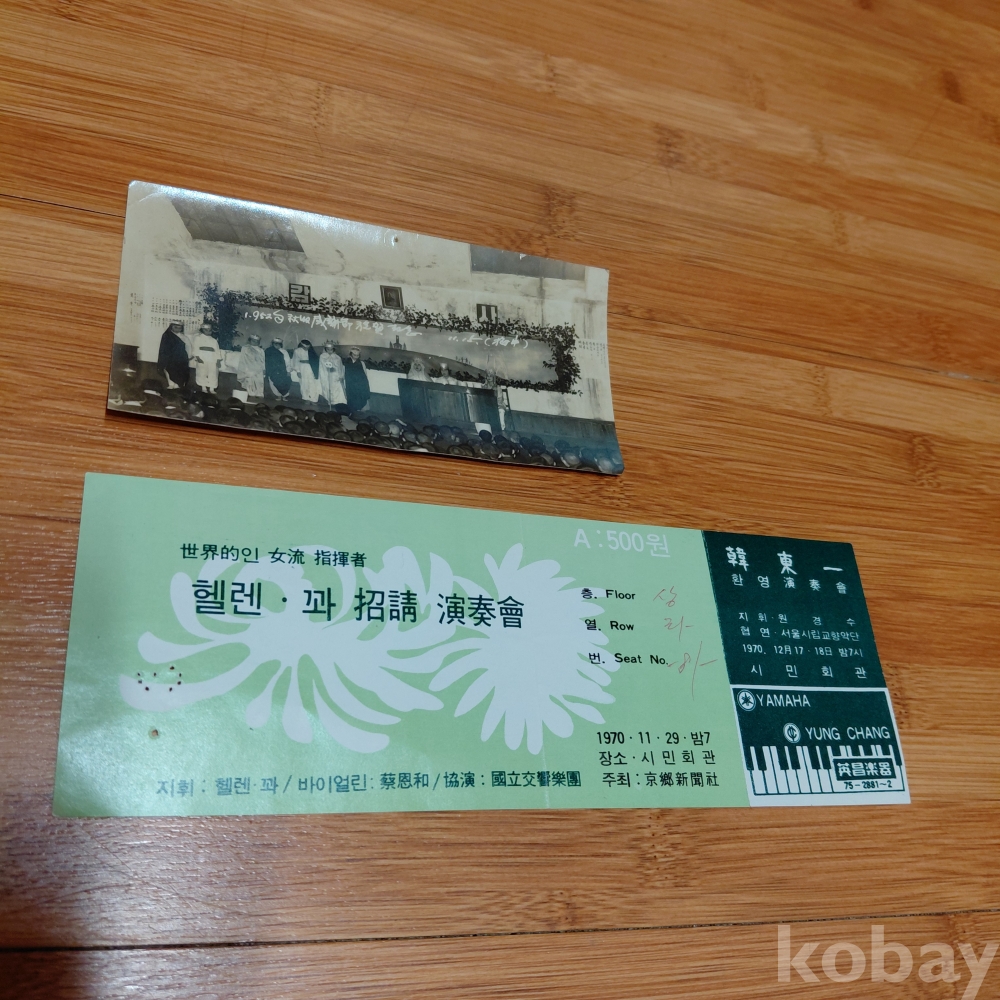 감 사
1.952
世界的인 女流 指揮者
헬렌·꽈 招請 演奏會
A:500원
층. Floor 상
열. Row 라
번. Seat No.
1970·11·29·밤7
장소·시민회관
지휘: 헬렌·꽈/바이얼린: 蔡恩和/協演: 國立交響樂團
주최: 京鄕新聞社
韓東一
환영演奏會
지휘·원경수
협연·서울시립교향악단
1970. 12月17·18日 밤7시
시민회관
YAMAHA
YUNG CHANG
英昌楽器
75-2881~2
kobay